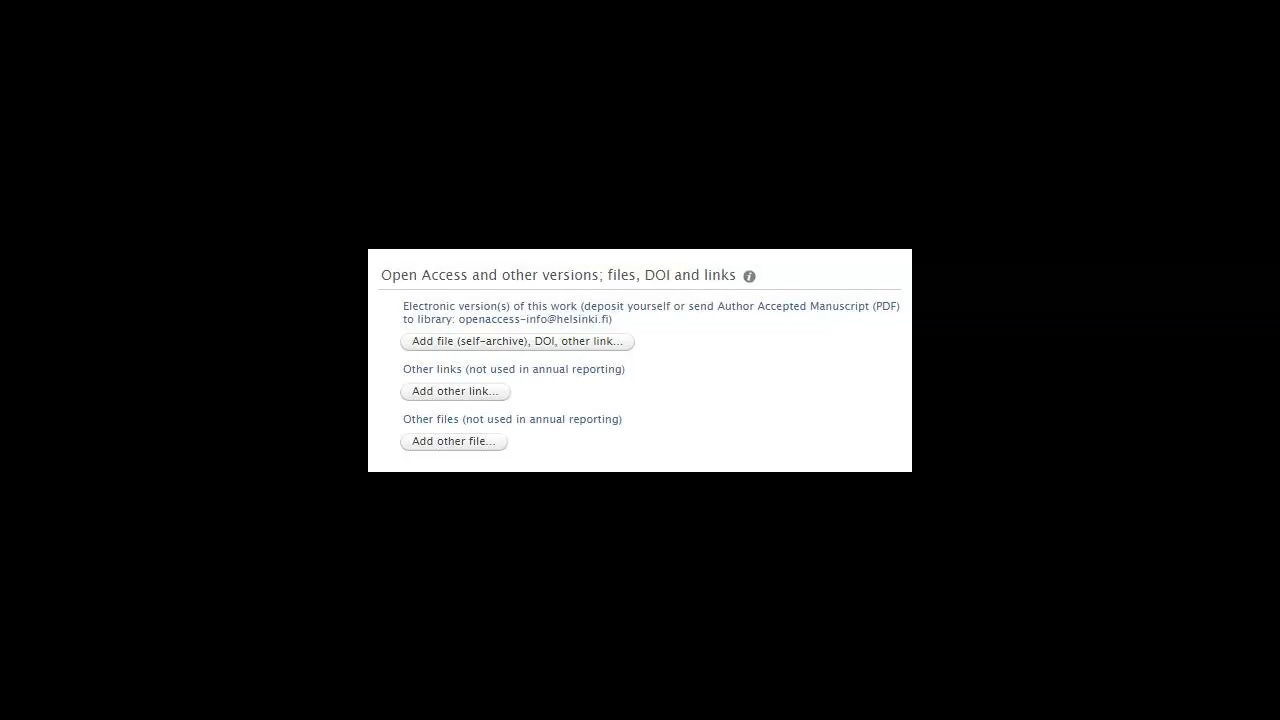 Open Access and other versions; files, DOI and links
Electronic version(s) of this work (deposit yourself or send Author Accepted Manuscript (PDF)
to library: openaccess-info@helsinki.fi)
Add file (self-archive), DOI, other link...
Other links (not used in annual reporting)
Add other link...
Other files (not used in annual reporting)
Add other file...